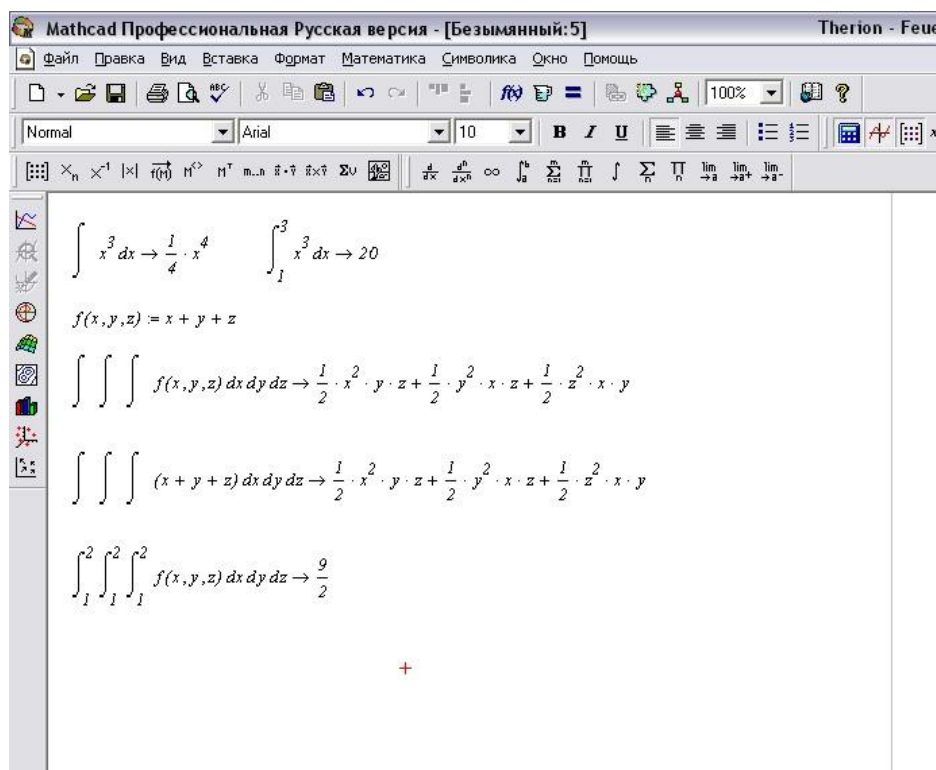 Mathcad Профессиональная Русская версия - [Безымянный:5] Therion - Feue
Файл Правка Вид Вставка Формат Математика Символика Окно Помощь
100%
Normal Arial 10 B I U
∫ x^3 dx → 1/4 · x^4 ∫_1^3 x^3 dx → 20
f(x,y,z) := x + y + z
∫ ∫ ∫ f(x,y,z) dx dy dz → 1/2 · x^2 · y · z + 1/2 · y^2 · x · z + 1/2 · z^2 · x · y
∫ ∫ ∫ (x + y + z) dx dy dz → 1/2 · x^2 · y · z + 1/2 · y^2 · x · z + 1/2 · z^2 · x · y
∫_1^2 ∫_1^2 ∫_1^2 f(x,y,z) dx dy dz → 9/2